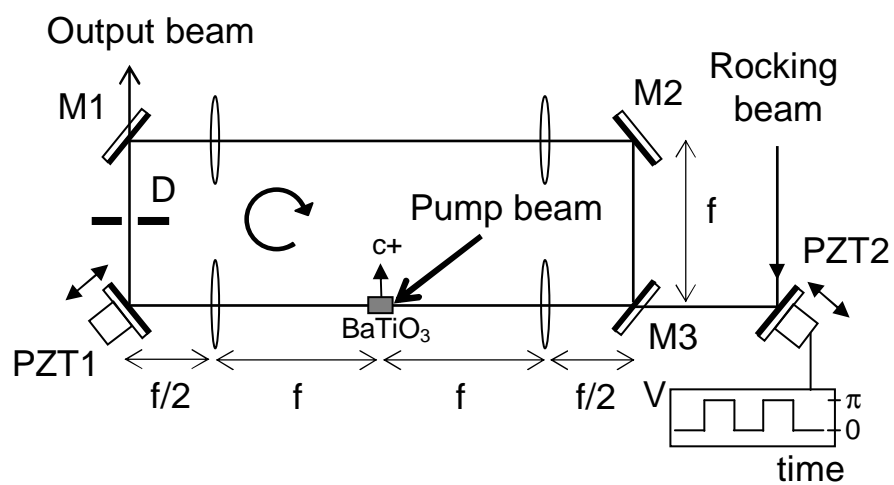 Output beam
Rocking
beam
M1
M2
D
f
Pump beam
c+
PZT2
BaTiO₃
M3
PZT1
f/2
f
f
f/2
V
π
0
time